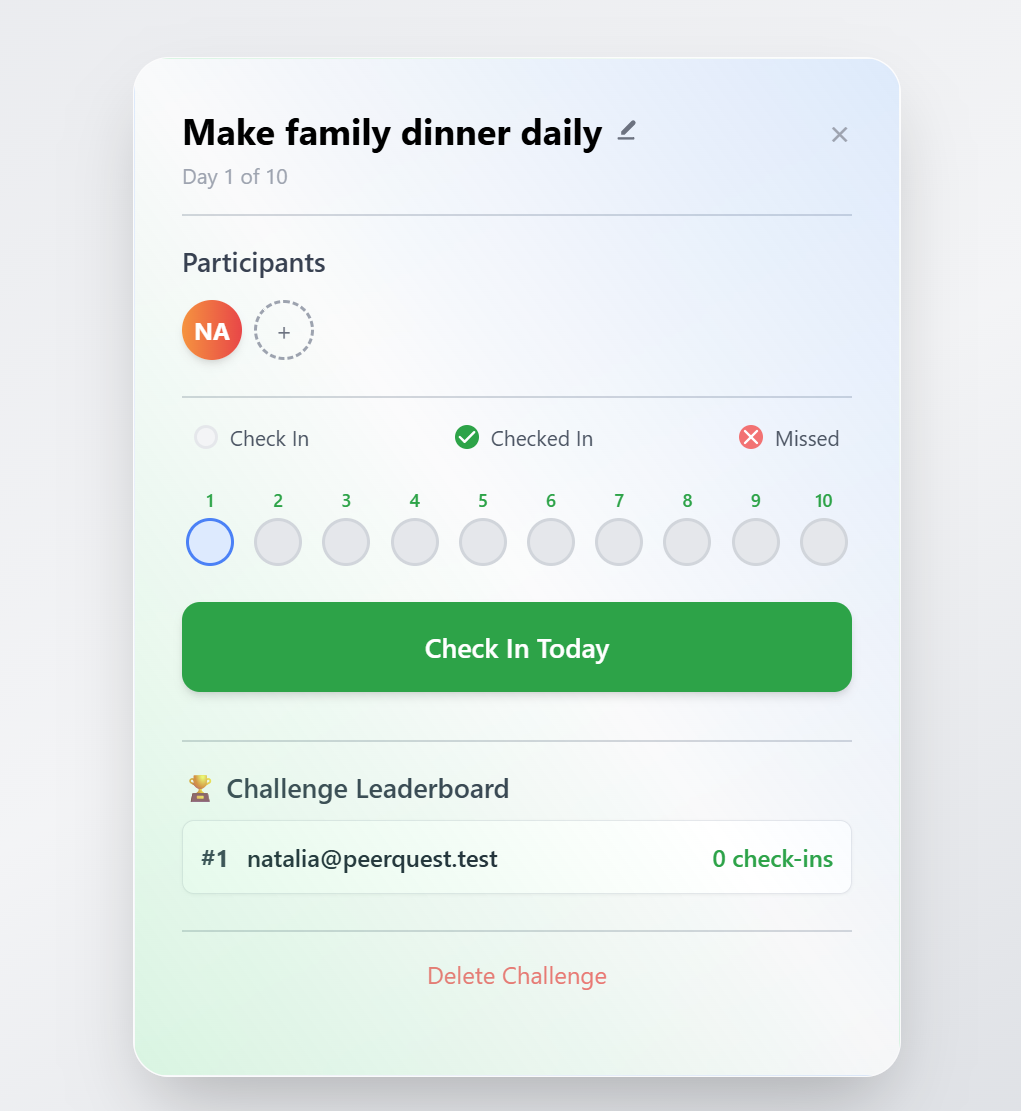 Make family dinner daily
Day 1 of 10
Participants
NA +
Check In Checked In Missed
1 2 3 4 5 6 7 8 9 10
Check In Today
Challenge Leaderboard
#1 natalia@peerquest.test 0 check-ins
Delete Challenge